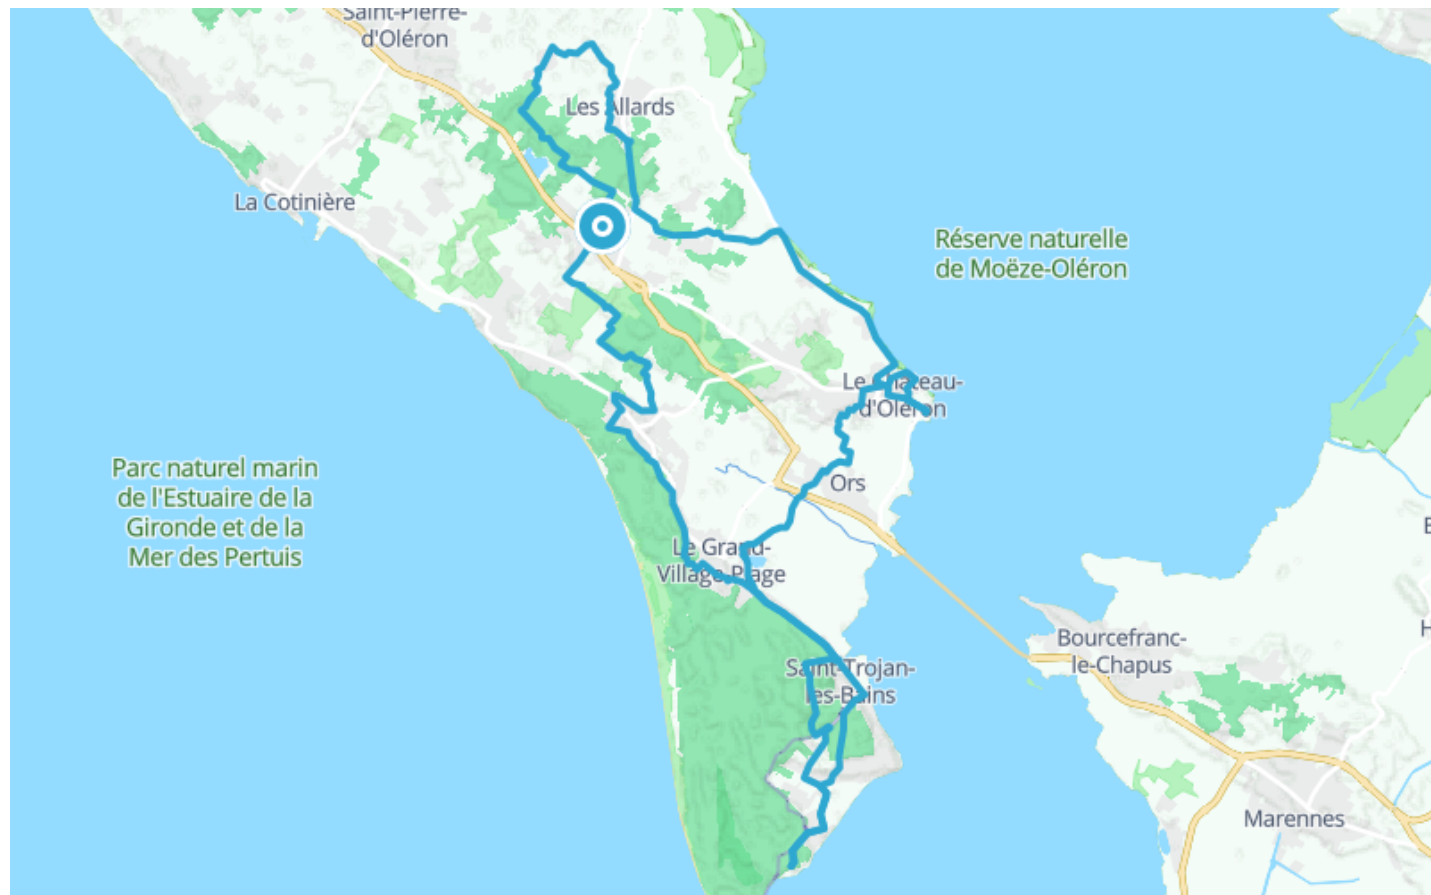 Saint-Pierre-
d'Oléron
Les Allards
La Cotinière
Réserve naturelle
de Moëze-Oléron
Le Château-
d'Oléron
Parc naturel marin
de l'Estuaire de la
Gironde et de la
Mer des Pertuis
Ors
Le Grand-
Village-Plage
Bourcefranc-
le-Chapus
Saint-Trojan-
les-Bains
Marennes